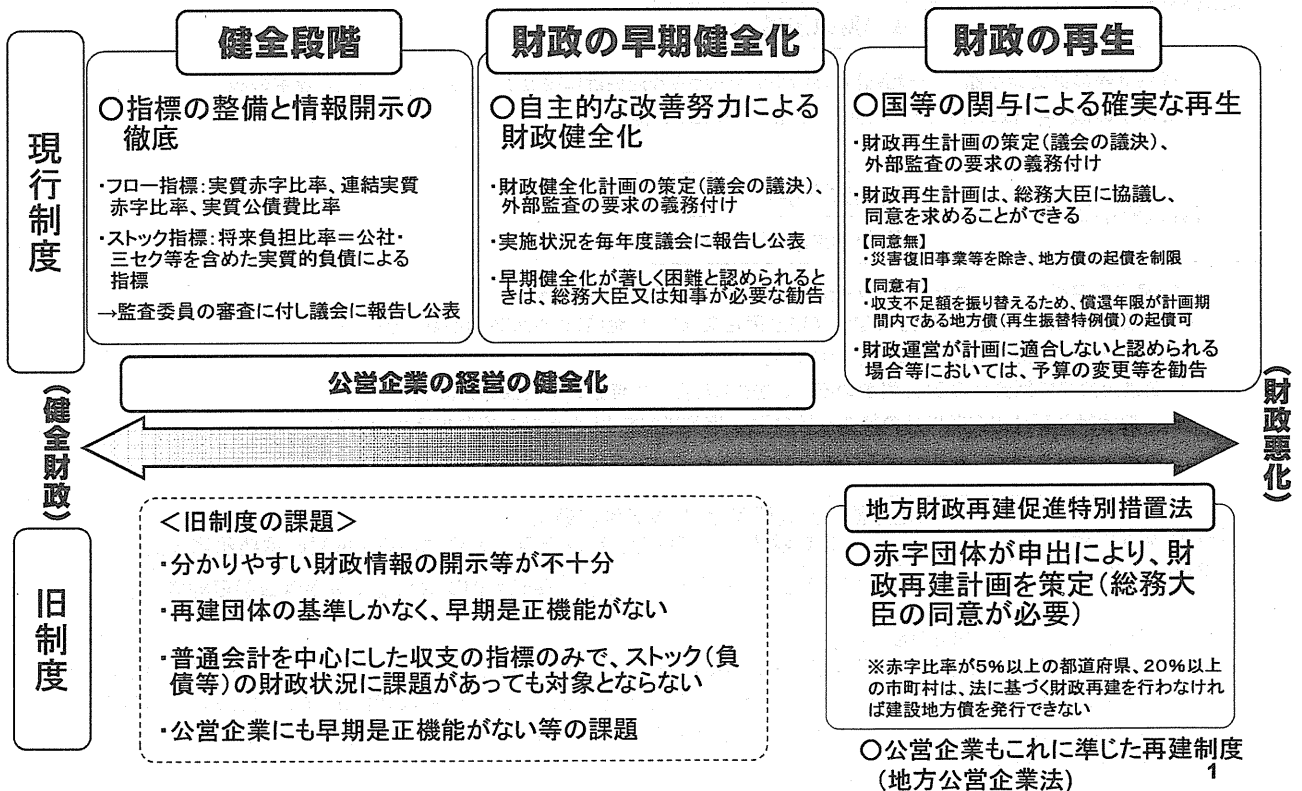 現行制度
健全段階
〇指標の整備と情報開示の
徹底
・フロー指標：実質赤字比率、連結実質
赤字比率、実質公債費比率
・ストック指標：将来負担比率＝公社・
三セク等を含めた実質的負債による
指標
→監査委員の審査に付し議会に報告し公表
財政の早期健全化
〇自主的な改善努力による
財政健全化
・財政健全化計画の策定（議会の議決）、
外部監査の要求の義務付け
・実施状況を毎年度議会に報告し公表
・早期健全化が著しく困難と認められると
きは、総務大臣又は知事が必要な勧告
財政の再生
〇国等の関与による確実な再生
・財政再生計画の策定（議会の議決）、
外部監査の要求の義務付け
・財政再生計画は、総務大臣に協議し、
同意を求めることができる
【同意無】
・災害復旧事業等を除き、地方債の起債を制限
【同意有】
・収支不足額を振り替えるため、償還年限が計画期
間内である地方債（再生振替特例債）の起債可
・財政運営が計画に適合しないと認められる
場合等においては、予算の変更等を勧告
公営企業の経営の健全化
（健全財政）
（財政悪化）
旧制度
＜旧制度の課題＞
・分かりやすい財政情報の開示等が不十分
・再建団体の基準しかなく、早期是正機能がない
・普通会計を中心にした収支の指標のみで、ストック（負
債等）の財政状況に課題があっても対象とならない
・公営企業にも早期是正機能がない等の課題
地方財政再建促進特別措置法
〇赤字団体が申出により、財
政再建計画を策定（総務大
臣の同意が必要）
※赤字比率が5％以上の都道府県、20％以上
の市町村は、法に基づく財政再建を行わなけれ
ば建設地方債を発行できない
〇公営企業もこれに準じた再建制度
（地方公営企業法）
1